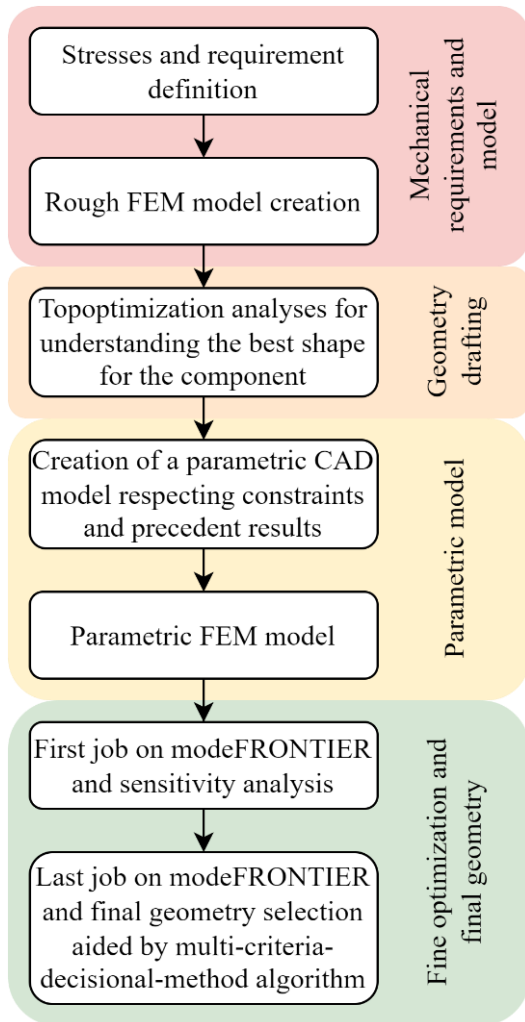 Stresses and requirement
definition
Rough FEM model creation
Mechanical
requirements and
model
Topoptimization analyses for
understanding the best shape
for the component
Geometry
drafting
Creation of a parametric CAD
model respecting constraints
and precedent results
Parametric FEM model
Parametric model
First job on modeFRONTIER
and sensitivity analysis
Last job on modeFRONTIER
and final geometry selection
aided by multi-criteria-
decisional-method algorithm
Fine optimization and
final geometry